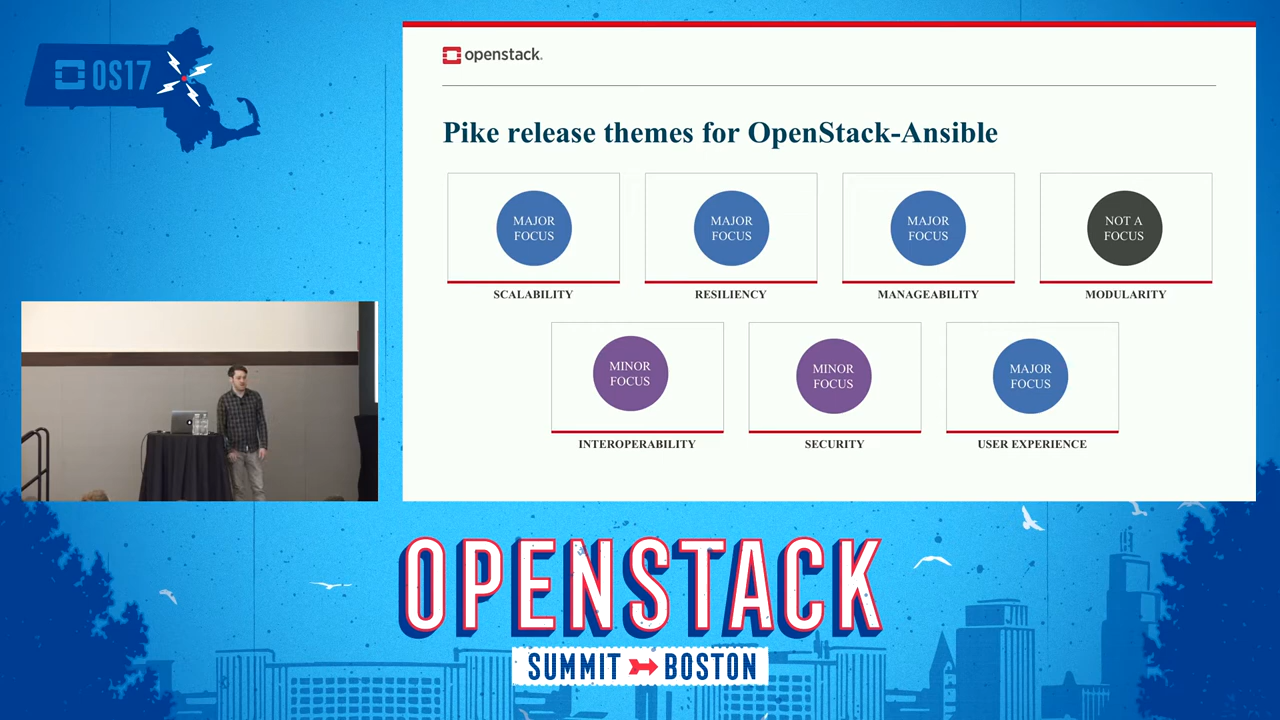 OS17
openstack.
Pike release themes for OpenStack-Ansible
MAJOR
FOCUS
SCALABILITY
MAJOR
FOCUS
RESILIENCY
MAJOR
FOCUS
MANAGEABILITY
NOT A
FOCUS
MODULARITY
MINOR
FOCUS
INTEROPERABILITY
MINOR
FOCUS
SECURITY
MAJOR
FOCUS
USER EXPERIENCE
OPENSTACK
SUMMIT BOSTON